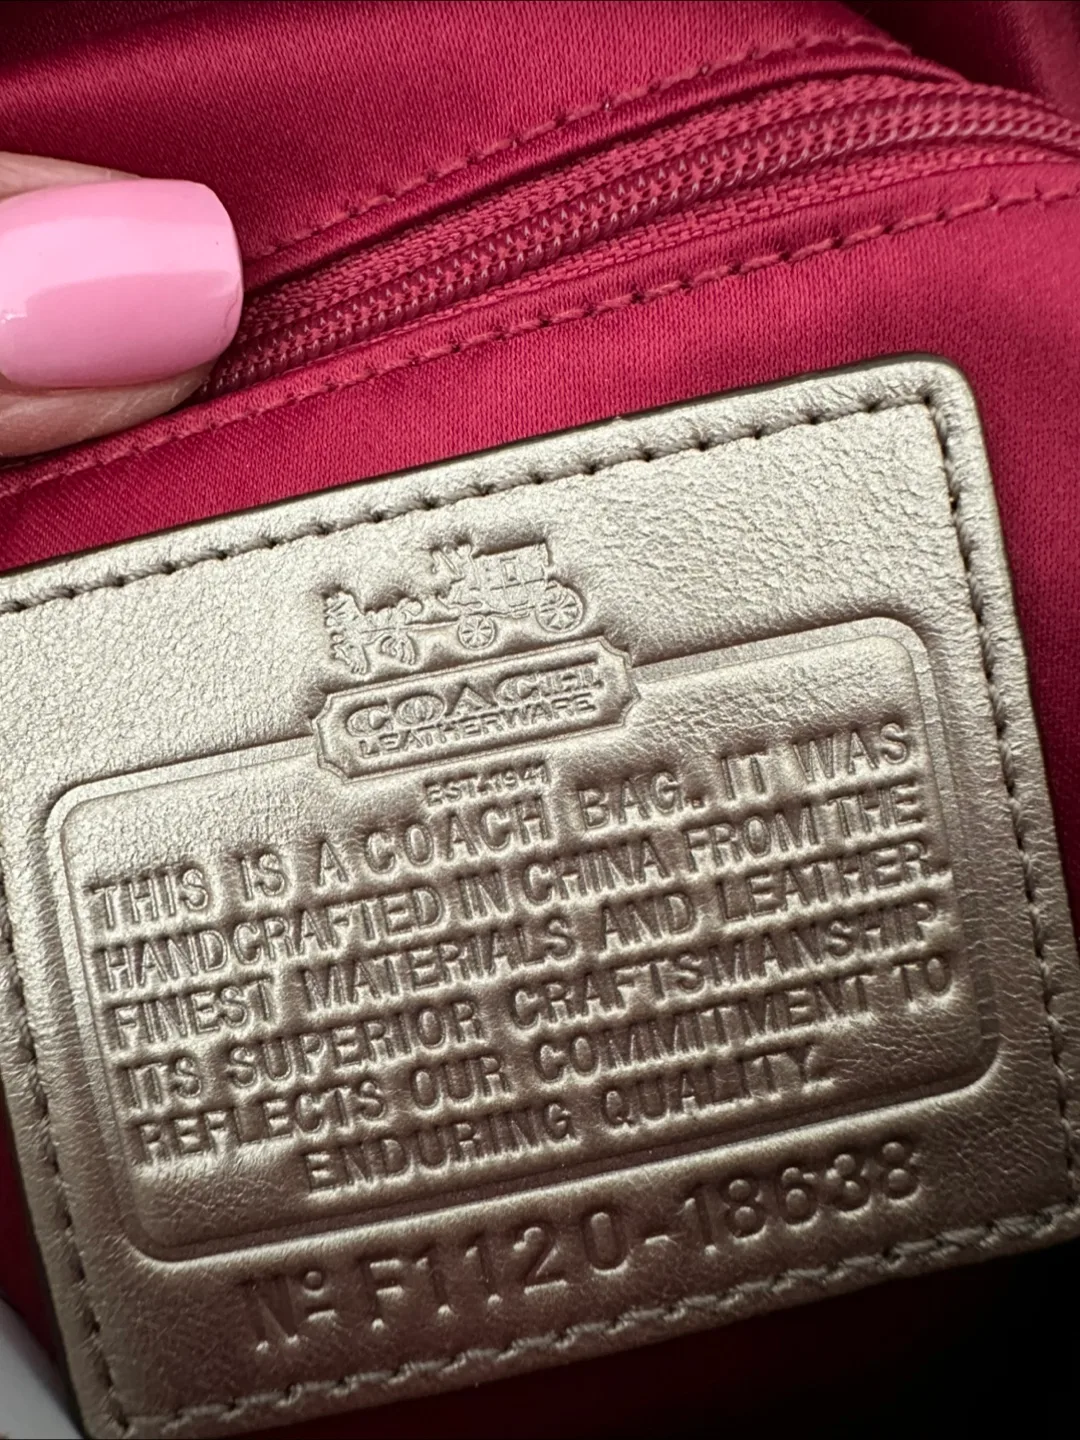 COACH
LEATHERWARE
EST.1941
THIS IS A COACH BAG. IT WAS
HANDCRAFTED IN CHINA FROM THE
FINEST MATERIALS AND LEATHER.
ITS SUPERIOR CRAFTSMANSHIP
REFLECTS OUR COMMITMENT TO
ENDURING QUALITY.
Nº F1120-18638